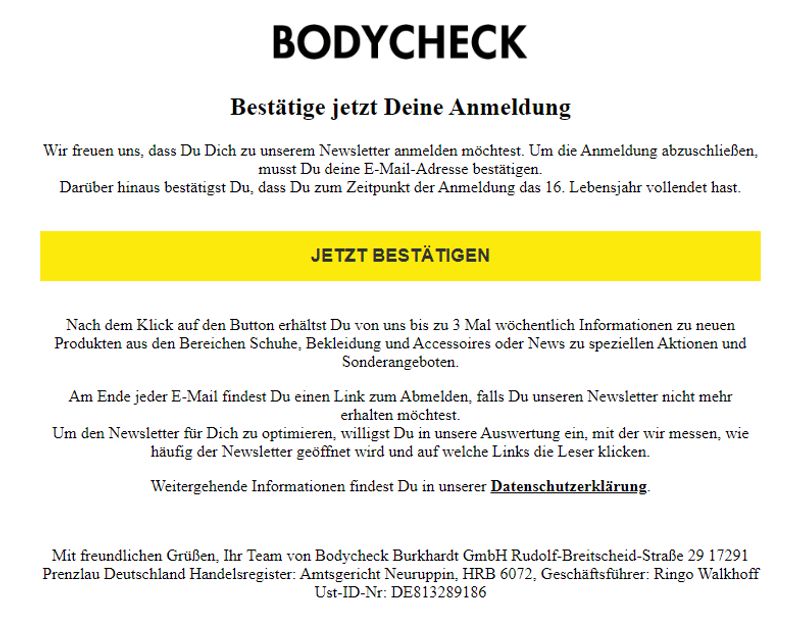 BODYCHECK
Bestätige jetzt Deine Anmeldung
Wir freuen uns, dass Du Dich zu unserem Newsletter anmelden möchtest. Um die Anmeldung abzuschließen,
musst Du deine E-Mail-Adresse bestätigen.
Darüber hinaus bestätigst Du, dass Du zum Zeitpunkt der Anmeldung das 16. Lebensjahr vollendet hast.
JETZT BESTÄTIGEN
Nach dem Klick auf den Button erhältst Du von uns bis zu 3 Mal wöchentlich Informationen zu neuen
Produkten aus den Bereichen Schuhe, Bekleidung und Accessoires oder News zu speziellen Aktionen und
Sonderangeboten.
Am Ende jeder E-Mail findest Du einen Link zum Abmelden, falls Du unseren Newsletter nicht mehr
erhalten möchtest.
Um den Newsletter für Dich zu optimieren, willigst Du in unsere Auswertung ein, mit der wir messen, wie
häufig der Newsletter geöffnet wird und auf welche Links die Leser klicken.
Weitergehende Informationen findest Du in unserer Datenschutzerklärung.
Mit freundlichen Grüßen, Ihr Team von Bodycheck Burkhardt GmbH Rudolf-Breitscheid-Straße 29 17291
Prenzlau Deutschland Handelsregister: Amtsgericht Neuruppin, HRB 6072, Geschäftsführer: Ringo Walkhoff
Ust-ID-Nr: DE813289186